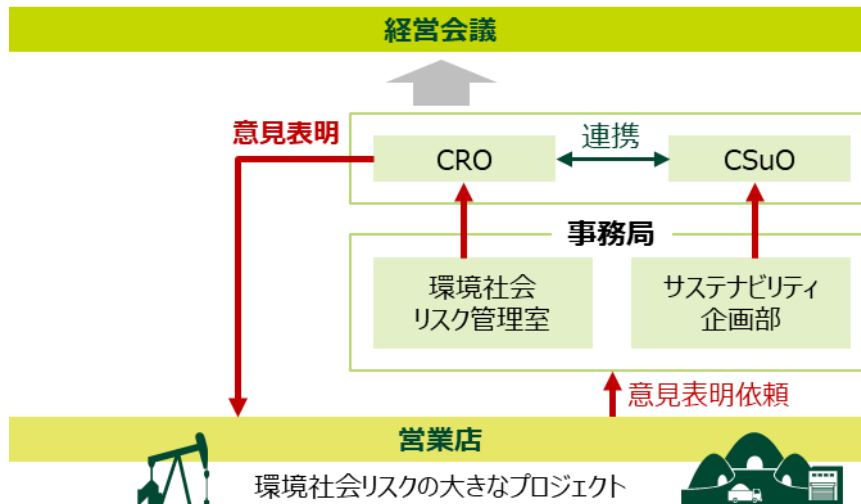 経営会議
意見表明
連携
CRO
CSuO
事務局
環境社会
リスク管理室
サステナビリティ
企画部
意見表明依頼
営業店
環境社会リスクの大きなプロジェクト